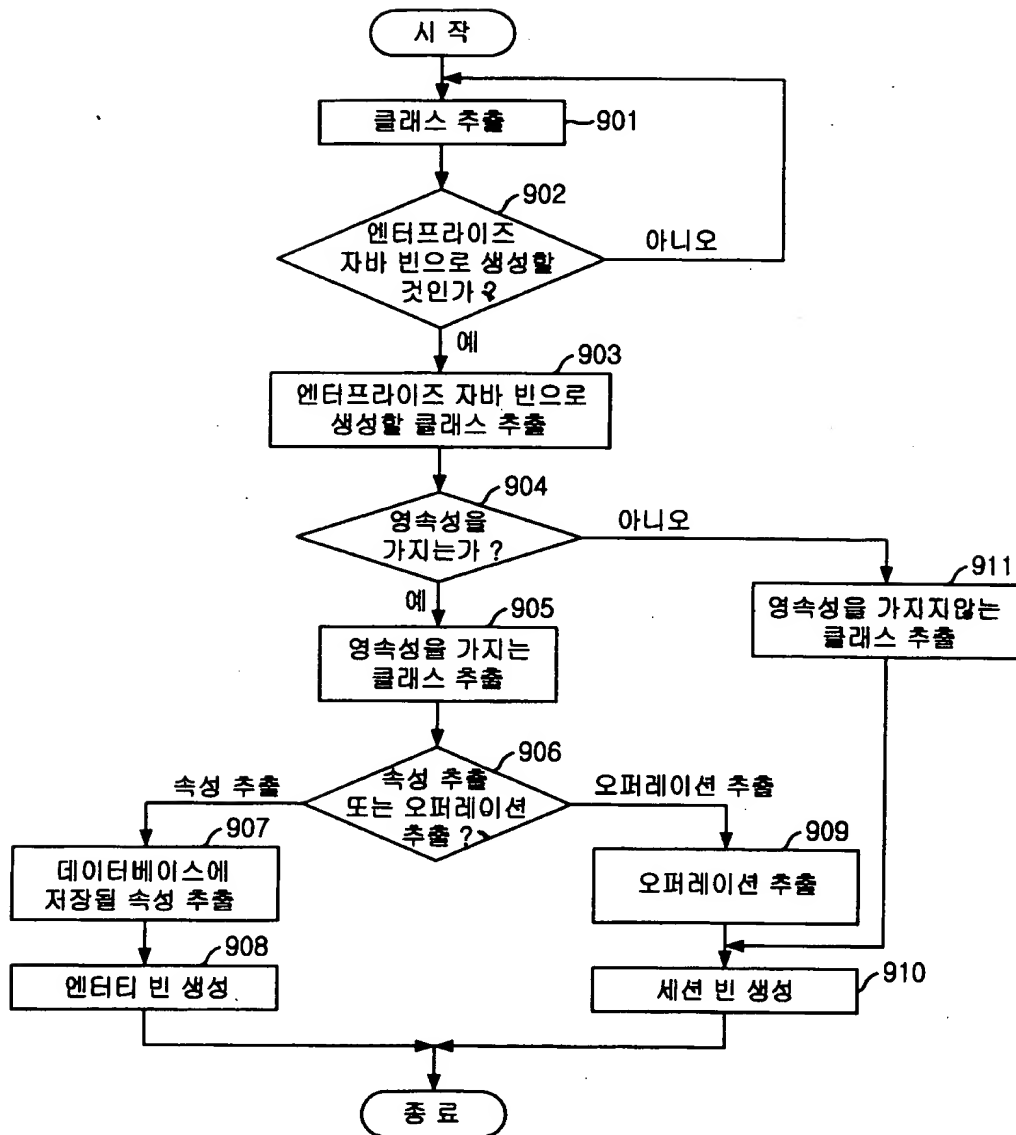 시 작
클래스 추출
901
902
엔터프라이즈
자바 빈으로 생성할
것인가 ?
아니오
예
903
엔터프라이즈 자바 빈으로
생성할 클래스 추출
904
영속성을
가지는가 ?
아니오
예
911
영속성을 가지지않는
클래스 추출
905
영속성을 가지는
클래스 추출
906
속성 추출
속성 추출
또는 오퍼레이션
추출 ?
오퍼레이션 추출
907
데이터베이스에
저장될 속성 추출
909
오퍼레이션 추출
908
엔터티 빈 생성
910
세션 빈 생성
종 료